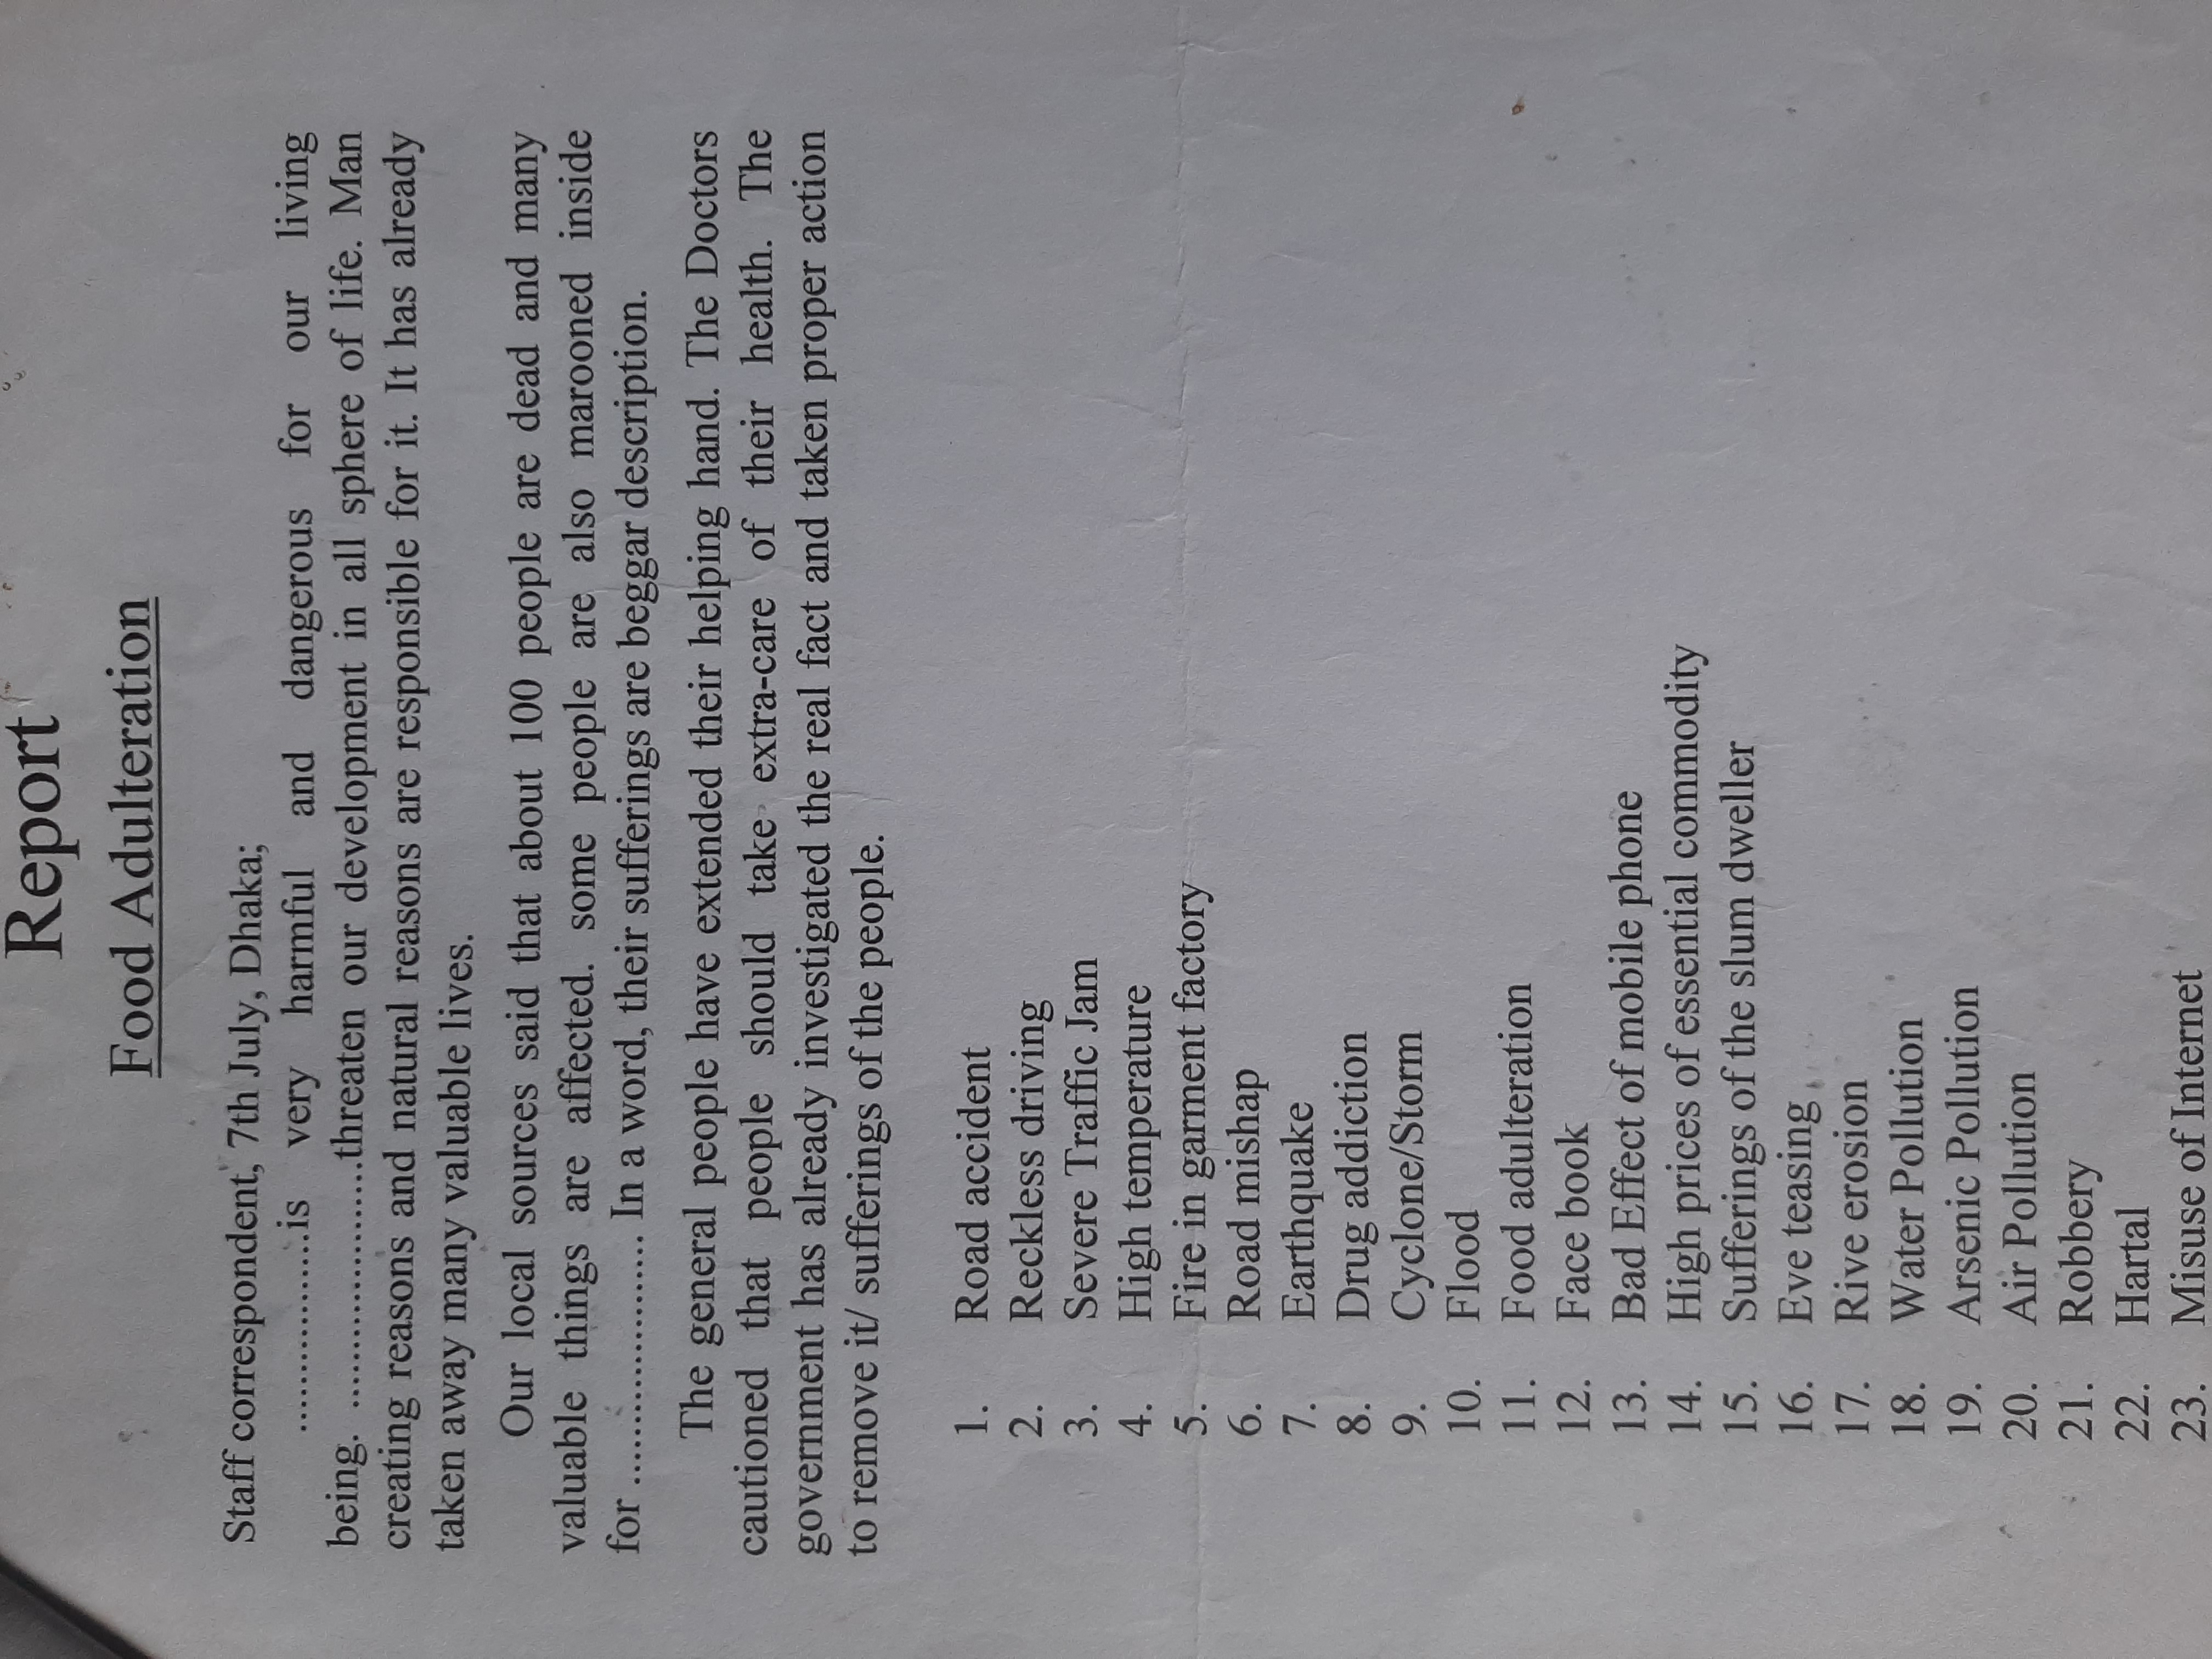 Report
Food Adulteration
Staff correspondent, 7th July, Dhaka;
.................is very harmful and dangerous for our living
being. .....................threaten our development in all sphere of life. Man
creating reasons and natural reasons are responsible for it. It has already
taken away many valuable lives.
Our local sources said that about 100 people are dead and many
valuable things are affected. some people are also marooned inside
for ..................... In a word, their sufferings are beggar description.
The general people have extended their helping hand. The Doctors
cautioned that people should take extra-care of their health. The
government has already investigated the real fact and taken proper action
to remove it/ sufferings of the people.
1. Road accident
2. Reckless driving
3. Severe Traffic Jam
4. High temperature
5. Fire in garment factory
6. Road mishap
7. Earthquake
8. Drug addiction
9. Cyclone/Storm
10. Flood
11. Food adulteration
12. Face book
13. Bad Effect of mobile phone
14. High prices of essential commodity
15. Sufferings of the slum dweller
16. Eve teasing
17. Rive erosion
18. Water Pollution
19. Arsenic Pollution
20. Air Pollution
21. Robbery
22. Hartal
23. Misuse of Internet